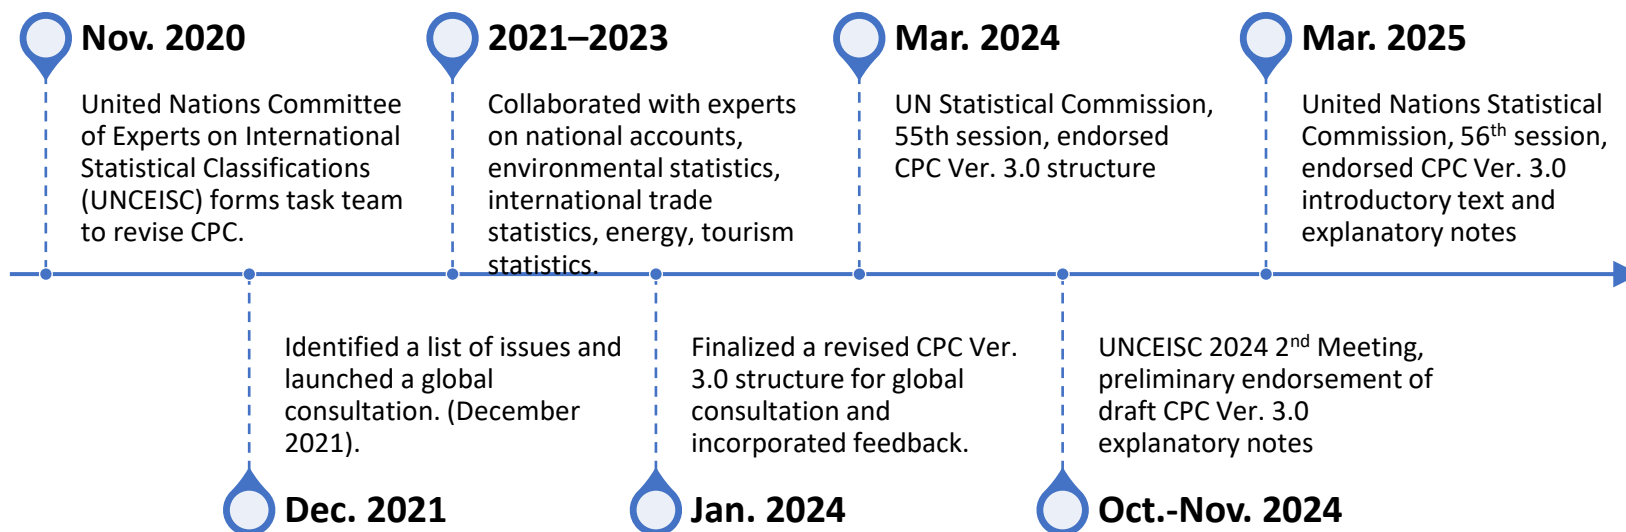 Nov. 2020
United Nations Committee
of Experts on International
Statistical Classifications
(UNCEISC) forms task team
to revise CPC.
2021–2023
Collaborated with experts
on national accounts,
environmental statistics,
international trade
statistics, energy, tourism
statistics.
Mar. 2024
UN Statistical Commission,
55th session, endorsed
CPC Ver. 3.0 structure
Mar. 2025
United Nations Statistical
Commission, 56th session,
endorsed CPC Ver. 3.0
introductory text and
explanatory notes
Identified a list of issues and
launched a global
consultation. (December
2021).
Dec. 2021
Finalized a revised CPC Ver.
3.0 structure for global
consultation and
incorporated feedback.
Jan. 2024
UNCEISC 2024 2nd Meeting,
preliminary endorsement of
draft CPC Ver. 3.0
explanatory notes
Oct.-Nov. 2024